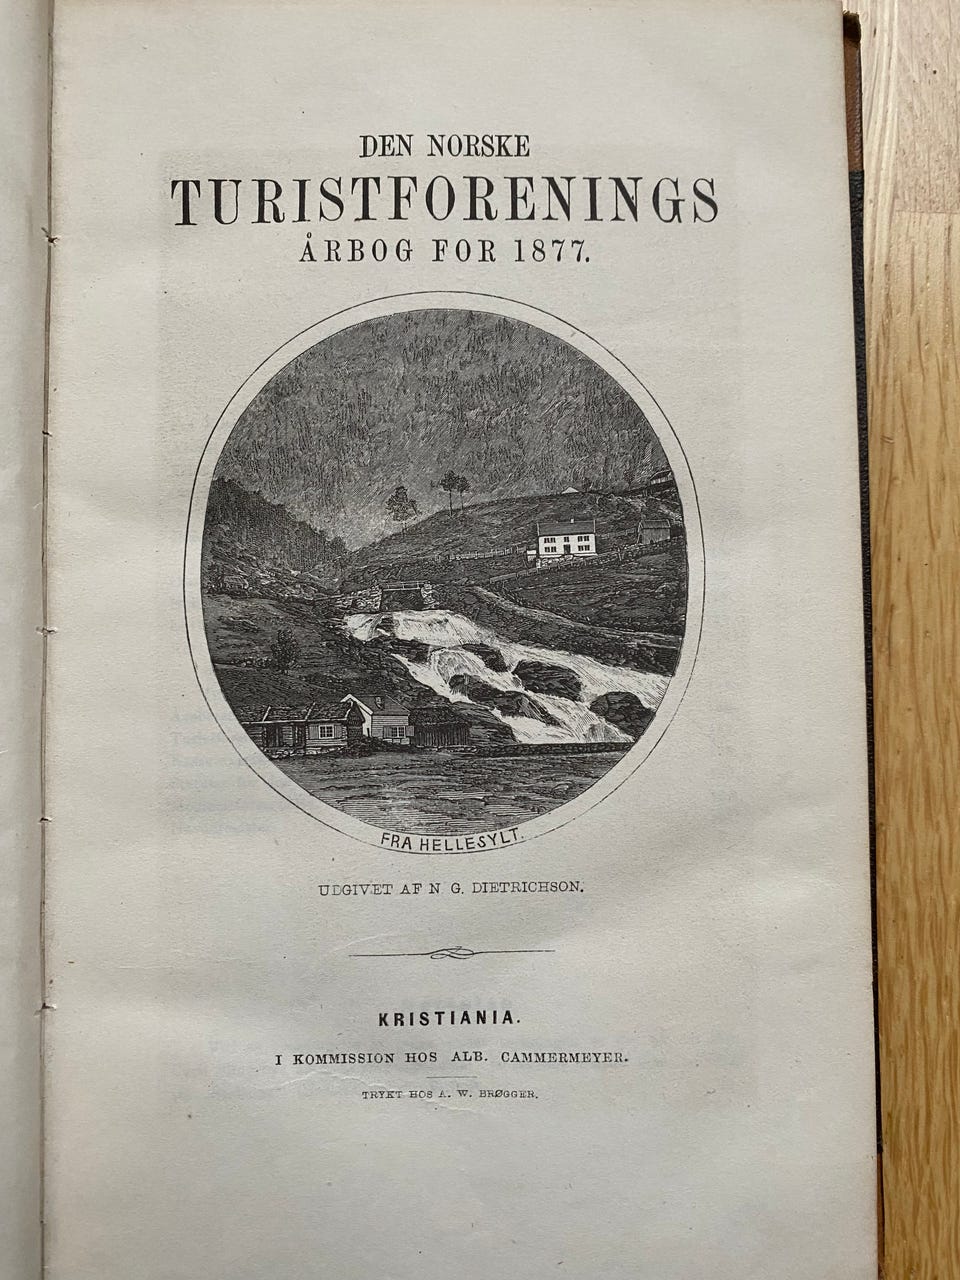 DEN NORSKE
TURISTFORENINGS
ÅRBOG FOR 1877.
FRA HELLESYLT.
UDGIVET AF N. G. DIETRICHSON.
KRISTIANIA.
I KOMMISSION HOS ALB. CAMMERMEYER.
TRYKT HOS A. W. BRØGGER.